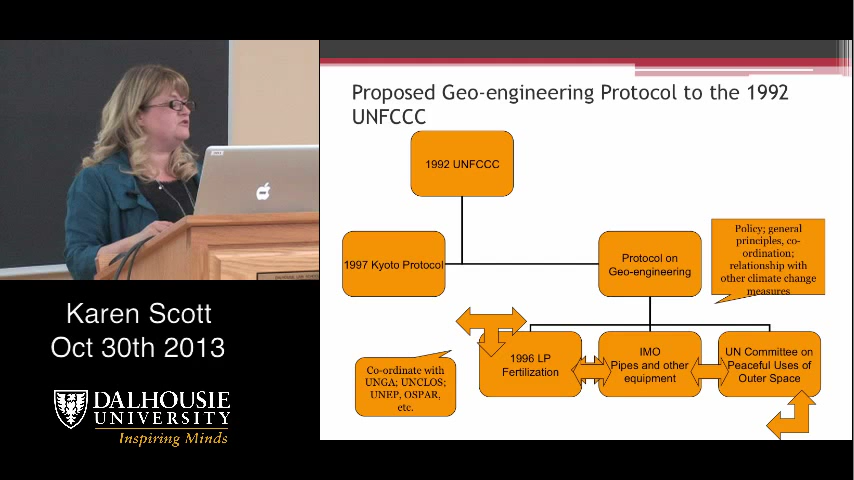 Proposed Geo-engineering Protocol to the 1992
UNFCCC
1992 UNFCCC
1997 Kyoto Protocol
Protocol on
Geo-engineering
Policy; general
principles, co-
ordination;
relationship with
other climate change
measures
1996 LP
Fertilization
IMO
Pipes and other
equipment
UN Committee on
Peaceful Uses of
Outer Space
Co-ordinate with
UNGA; UNCLOS;
UNEP, OSPAR,
etc.
Karen Scott
Oct 30th 2013
DALHOUSIE
UNIVERSITY
Inspiring Minds